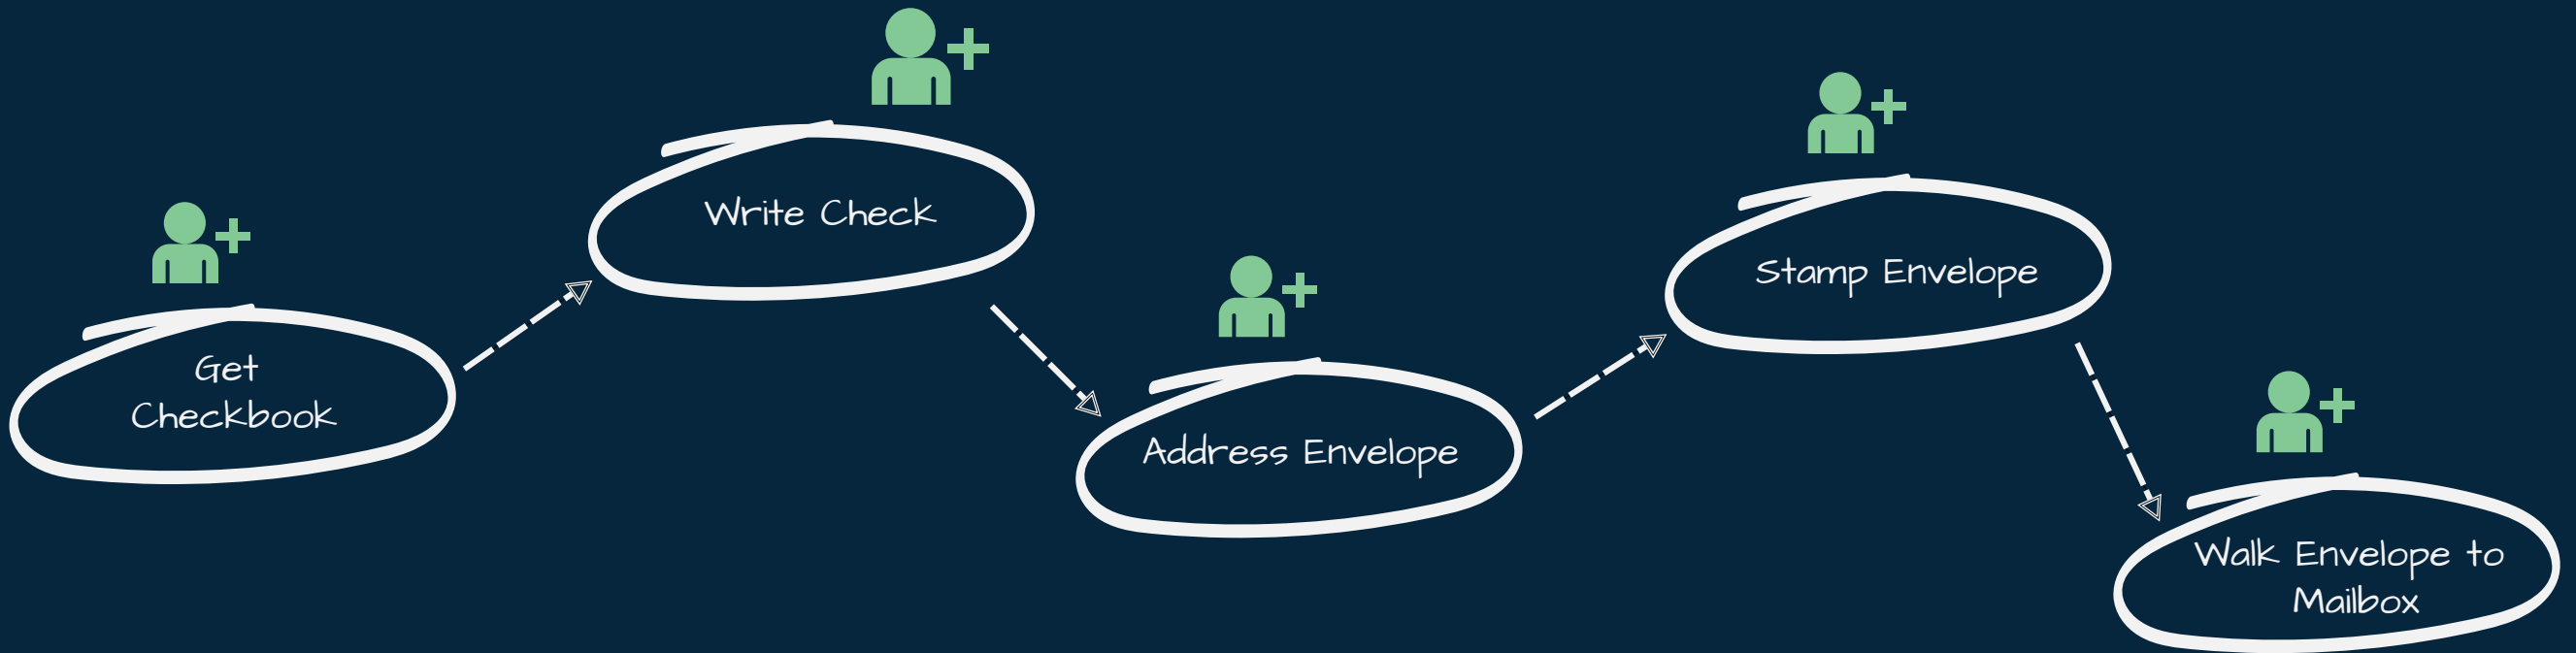 Get
Checkbook
Write Check
Address Envelope
Stamp Envelope
Walk Envelope to
Mailbox